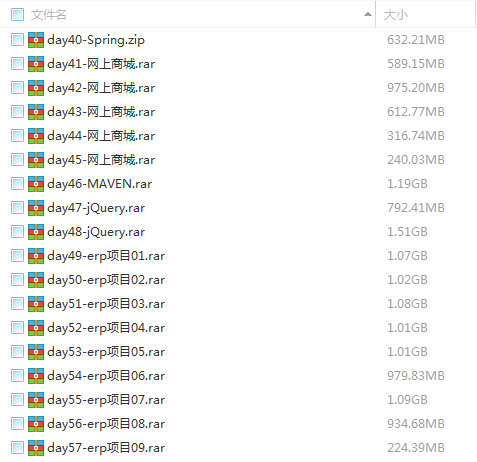 文件名 大小
day40-Spring.zip 632.21MB
day41-网上商城.rar 589.15MB
day42-网上商城.rar 975.20MB
day43-网上商城.rar 612.77MB
day44-网上商城.rar 316.74MB
day45-网上商城.rar 240.03MB
day46-MAVEN.rar 1.19GB
day47-jQuery.rar 792.41MB
day48-jQuery.rar 1.51GB
day49-erp项目01.rar 1.07GB
day50-erp项目02.rar 1.02GB
day51-erp项目03.rar 1.08GB
day52-erp项目04.rar 1.01GB
day53-erp项目05.rar 1.01GB
day54-erp项目06.rar 979.83MB
day55-erp项目07.rar 1.09GB
day56-erp项目08.rar 934.68MB
day57-erp项目09.rar 224.39MB